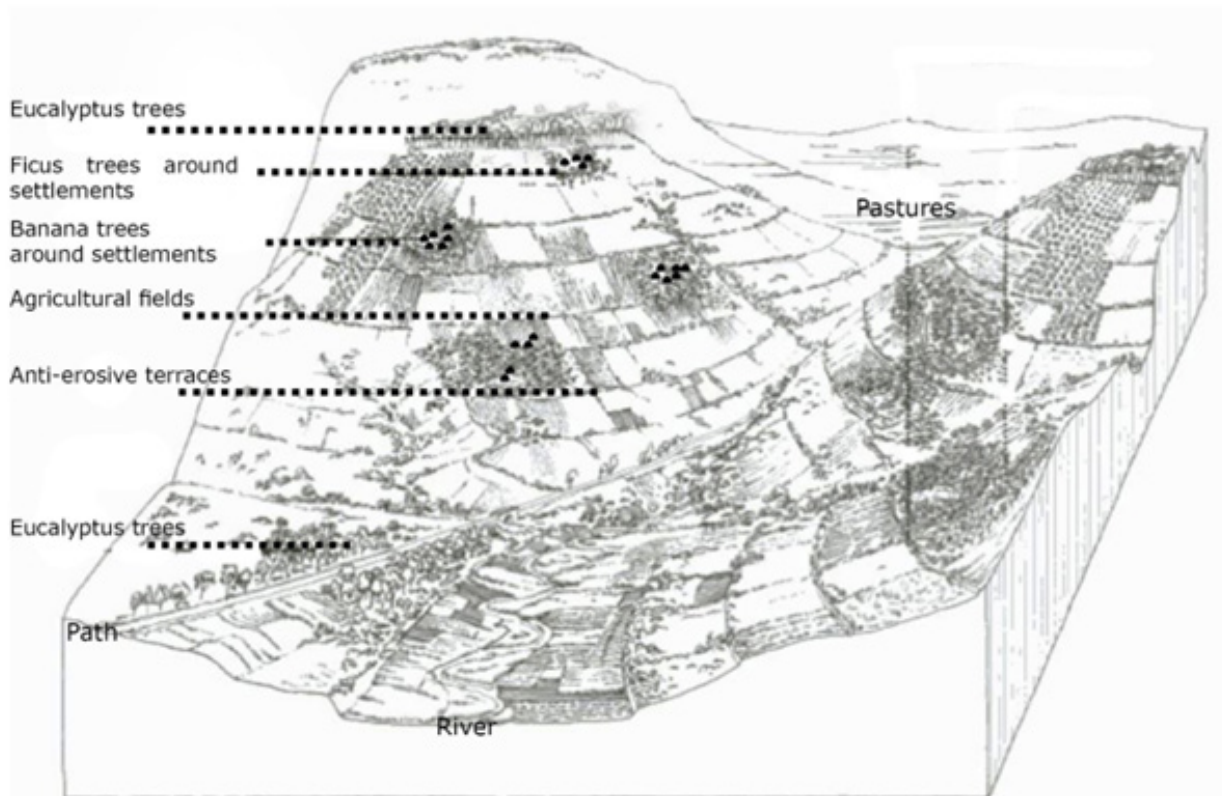 Eucalyptus trees
Ficus trees around
settlements
Banana trees
around settlements
Pastures
Agricultural fields
Anti-erosive terraces
Eucalyptus trees
Path
River